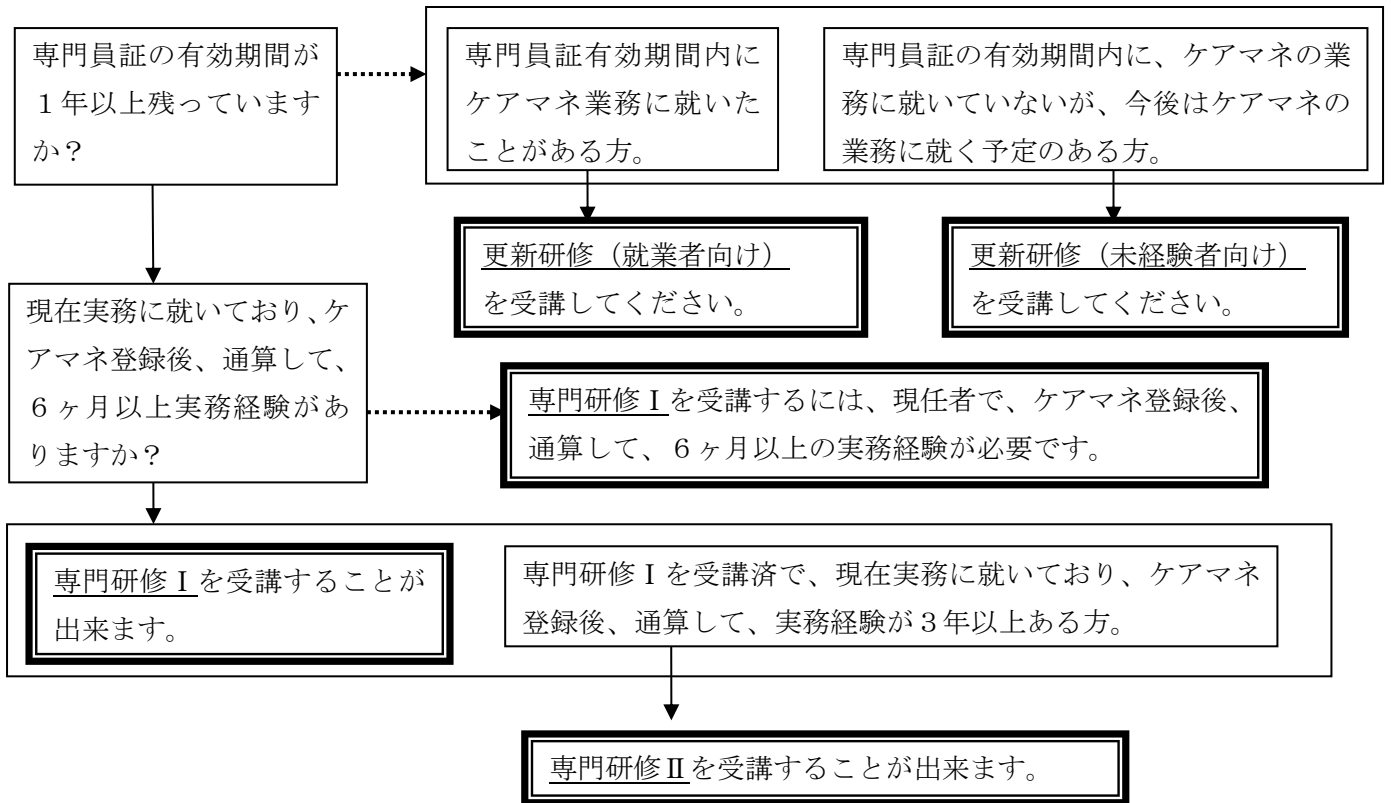 専門員証の有効期間が
１年以上残っています
か？
専門員証有効期間内に
ケアマネ業務に就いた
ことがある方。
専門員証の有効期間内に、ケアマネの業
務に就いていないが、今後はケアマネの
業務に就く予定のある方。
更新研修（就業者向け）
を受講してください。
更新研修（未経験者向け）
を受講してください。
現在実務に就いており、ケ
アマネ登録後、通算して、
６ヶ月以上実務経験があ
りますか？
専門研修Ⅰを受講するには、現任者で、ケアマネ登録後、
通算して、６ヶ月以上の実務経験が必要です。
専門研修Ⅰを受講することが
出来ます。
専門研修Ⅰを受講済で、現在実務に就いており、ケアマネ
登録後、通算して、実務経験が３年以上ある方。
専門研修Ⅱを受講することが出来ます。